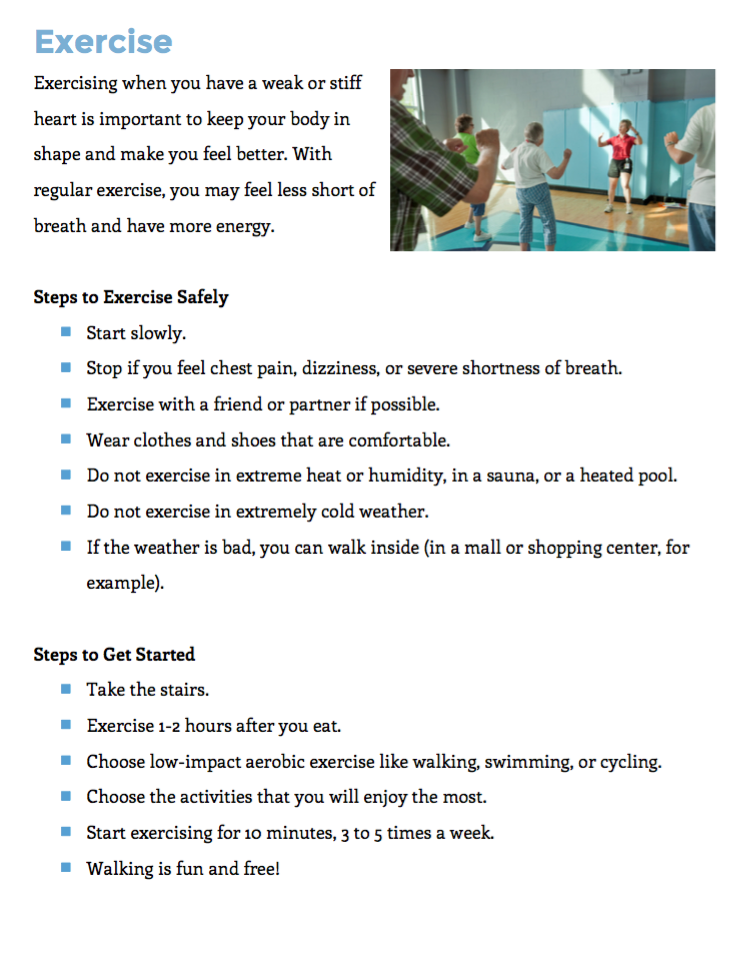 Exercise
Exercising when you have a weak or stiff
heart is important to keep your body in
shape and make you feel better. With
regular exercise, you may feel less short of
breath and have more energy.
Steps to Exercise Safely
Start slowly.
Stop if you feel chest pain, dizziness, or severe shortness of breath.
Exercise with a friend or partner if possible.
Wear clothes and shoes that are comfortable.
Do not exercise in extreme heat or humidity, in a sauna, or a heated pool.
Do not exercise in extremely cold weather.
If the weather is bad, you can walk inside (in a mall or shopping center, for
example).
Steps to Get Started
Take the stairs.
Exercise 1-2 hours after you eat.
Choose low-impact aerobic exercise like walking, swimming, or cycling.
Choose the activities that you will enjoy the most.
Start exercising for 10 minutes, 3 to 5 times a week.
Walking is fun and free!